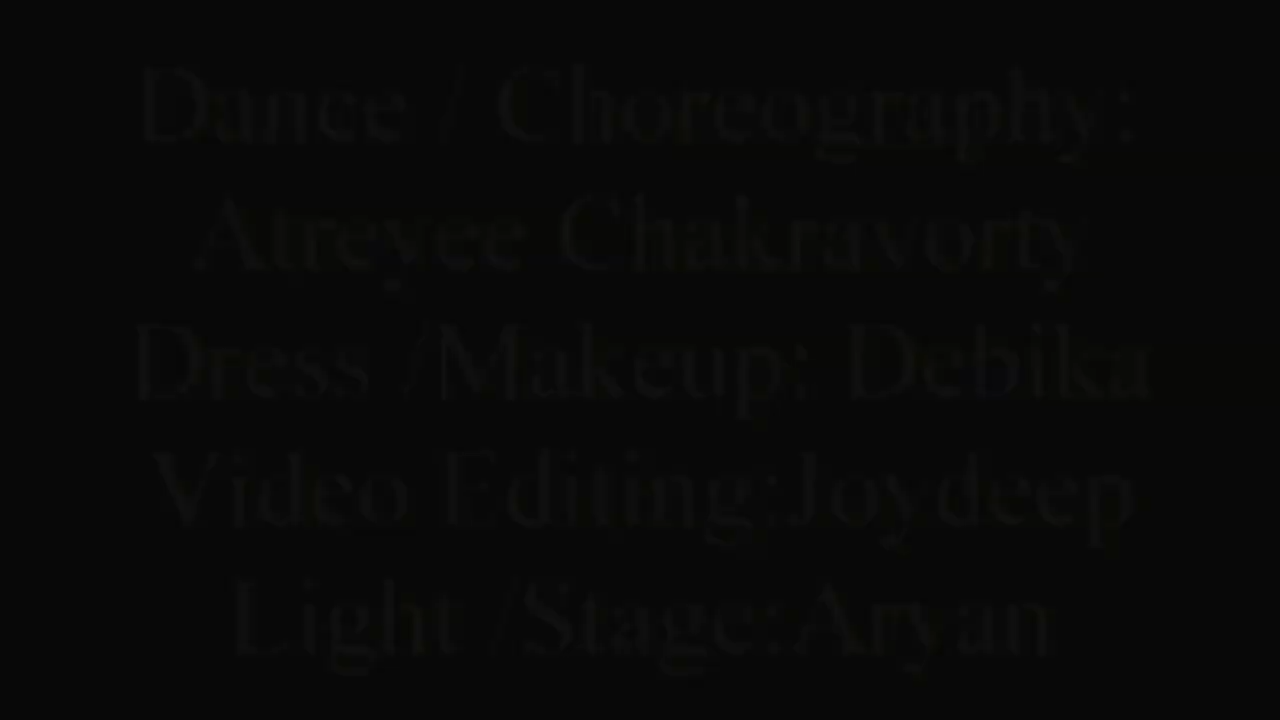 Dance / Choreography:
Atreyee Chakravorty
Dress /Makeup: Debika
Video Editing:Joydeep
Light /Stage:Aryan